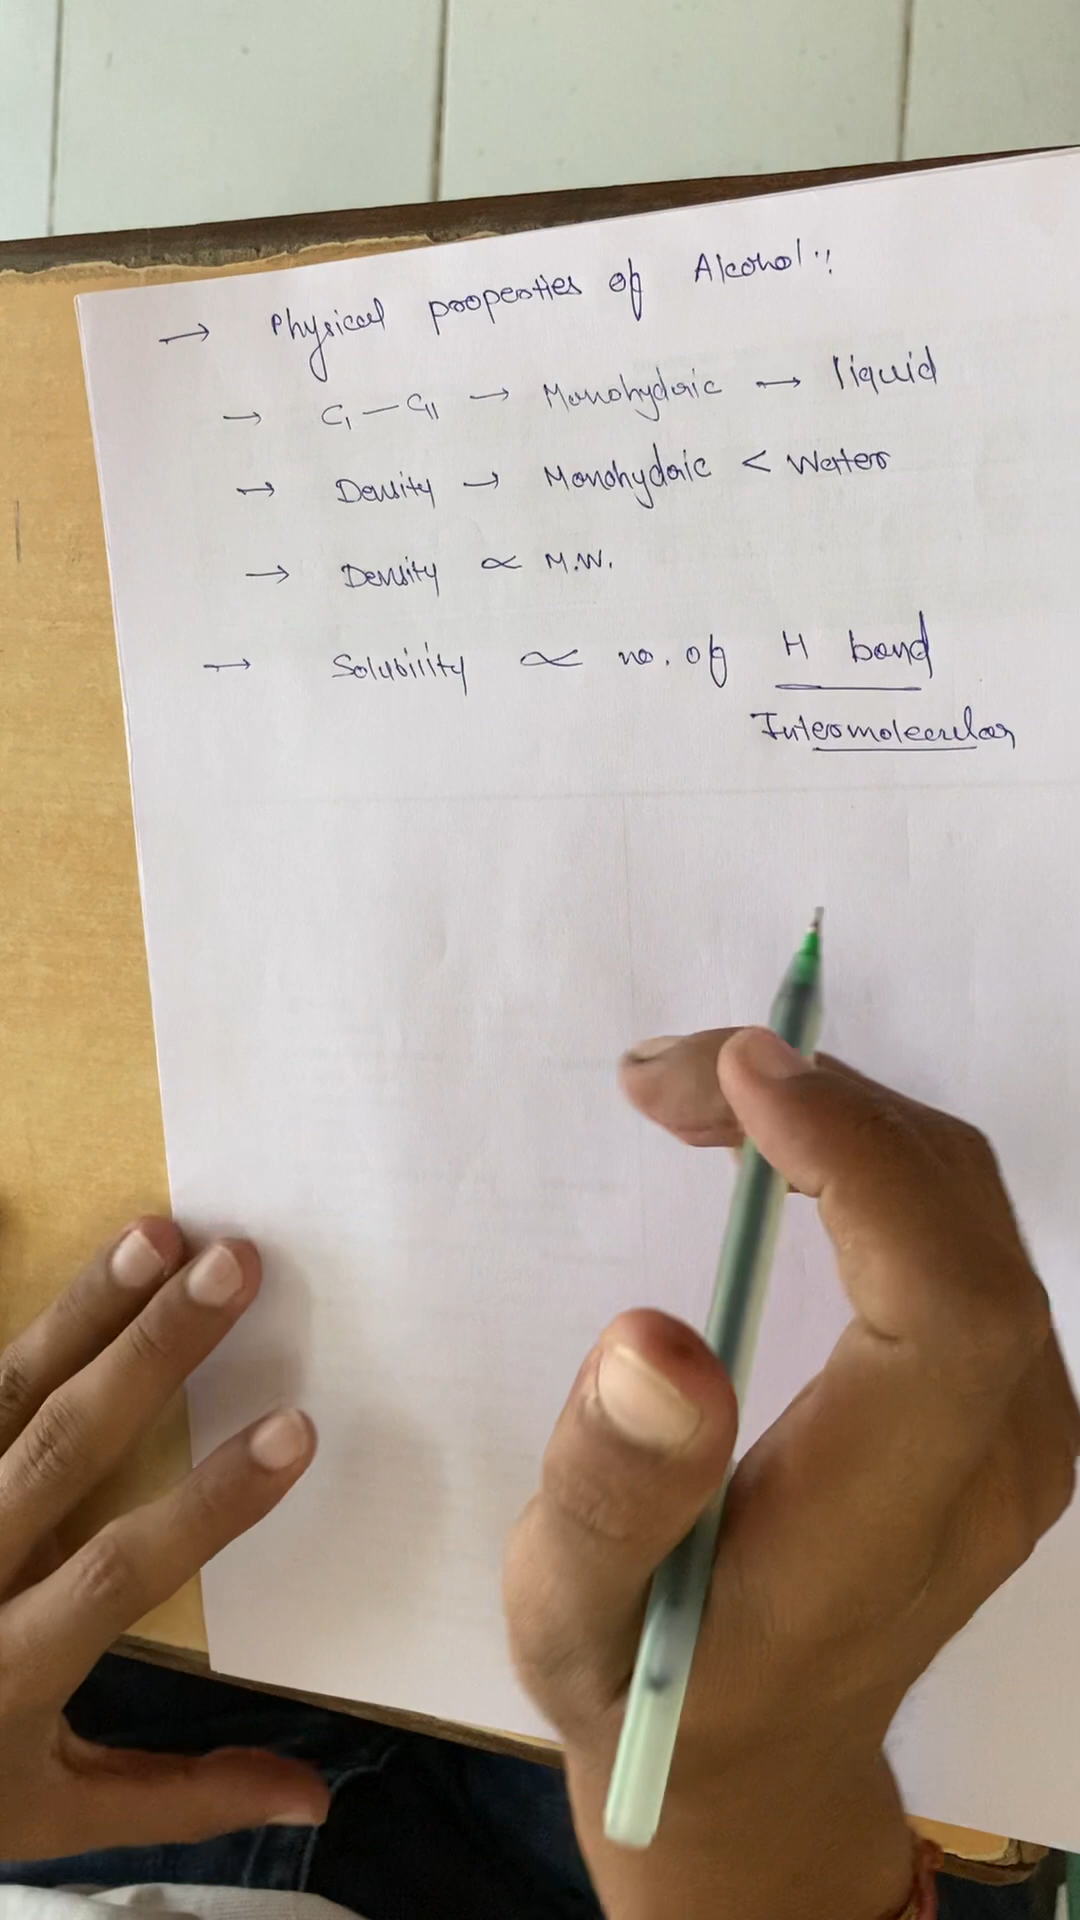 → Physical properties of Alcohol :!
→ C₁ — C₁₁ → Monohydric → liquid
→ Density → Monohydric < Water
→ Density ∝ M.W.
→ Solubility ∝ no. of H bond
Intermolecular